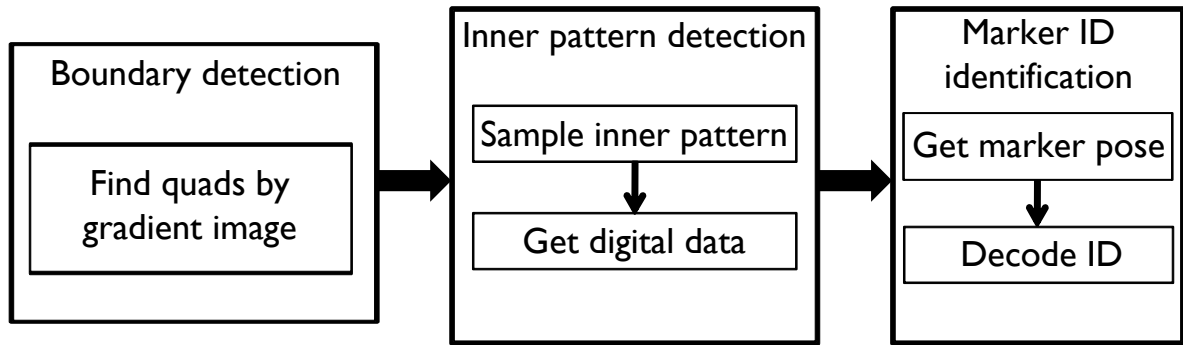 Boundary detection
Find quads by
gradient image
Inner pattern detection
Sample inner pattern
Get digital data
Marker ID
identification
Get marker pose
Decode ID